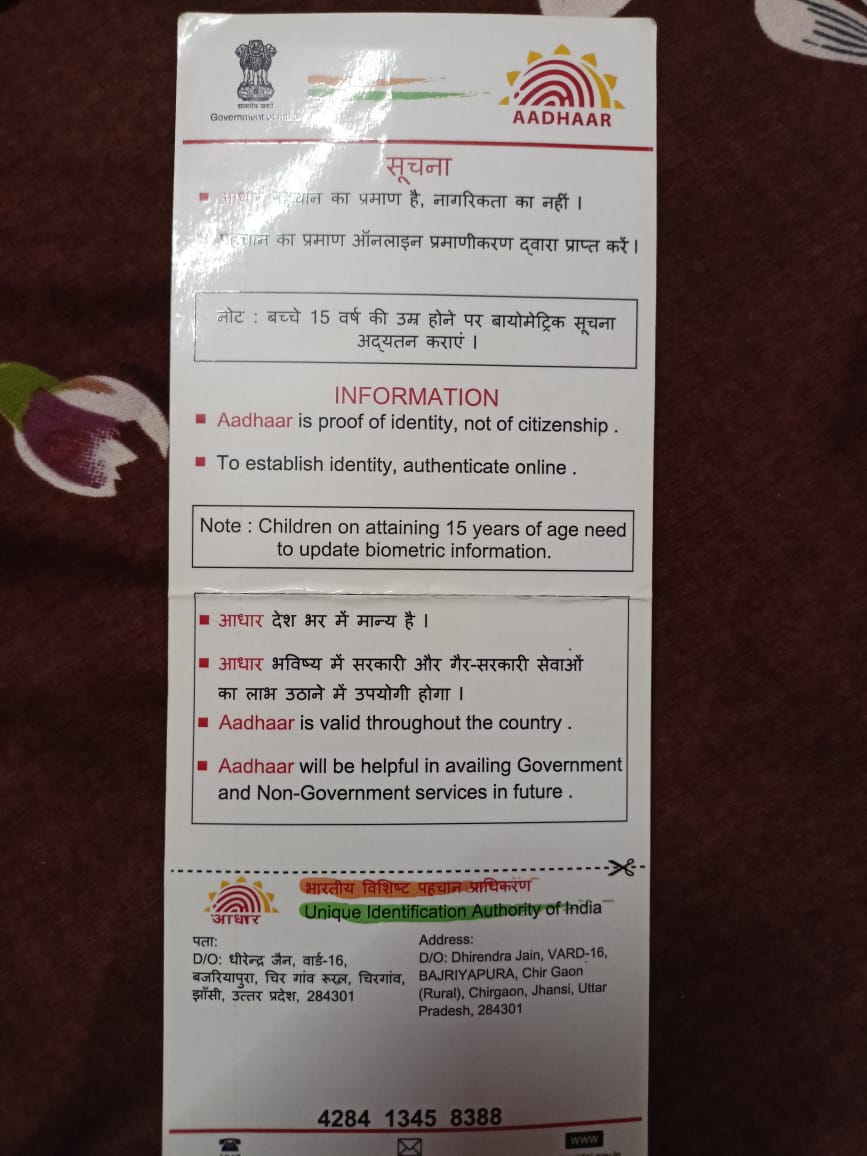 सत्यमेव जयते
Government of India
AADHAAR
सूचना
आधार पहचान का प्रमाण है, नागरिकता का नहीं ।
पहचान का प्रमाण ऑनलाइन प्रमाणीकरण द्वारा प्राप्त करें ।
नोट : बच्चे 15 वर्ष की उम्र होने पर बायोमेट्रिक सूचना
अद्यतन कराएं ।
INFORMATION
Aadhaar is proof of identity, not of citizenship .
To establish identity, authenticate online .
Note : Children on attaining 15 years of age need
to update biometric information.
आधार देश भर में मान्य है ।
आधार भविष्य में सरकारी और गैर-सरकारी सेवाओं
का लाभ उठाने में उपयोगी होगा ।
Aadhaar is valid throughout the country .
Aadhaar will be helpful in availing Government
and Non-Government services in future .
आधार
भारतीय विशिष्ट पहचान प्राधिकरण
Unique Identification Authority of India
पता:
D/O: धीरेन्द्र जैन, वार्ड-16,
बजरियापुरा, चिर गांव रूरल, चिरगांव,
झाँसी, उत्तर प्रदेश, 284301
Address:
D/O: Dhirendra Jain, VARD-16,
BAJRIYAPURA, Chir Gaon
(Rural), Chirgaon, Jhansi, Uttar
Pradesh, 284301
4284 1345 8388
www